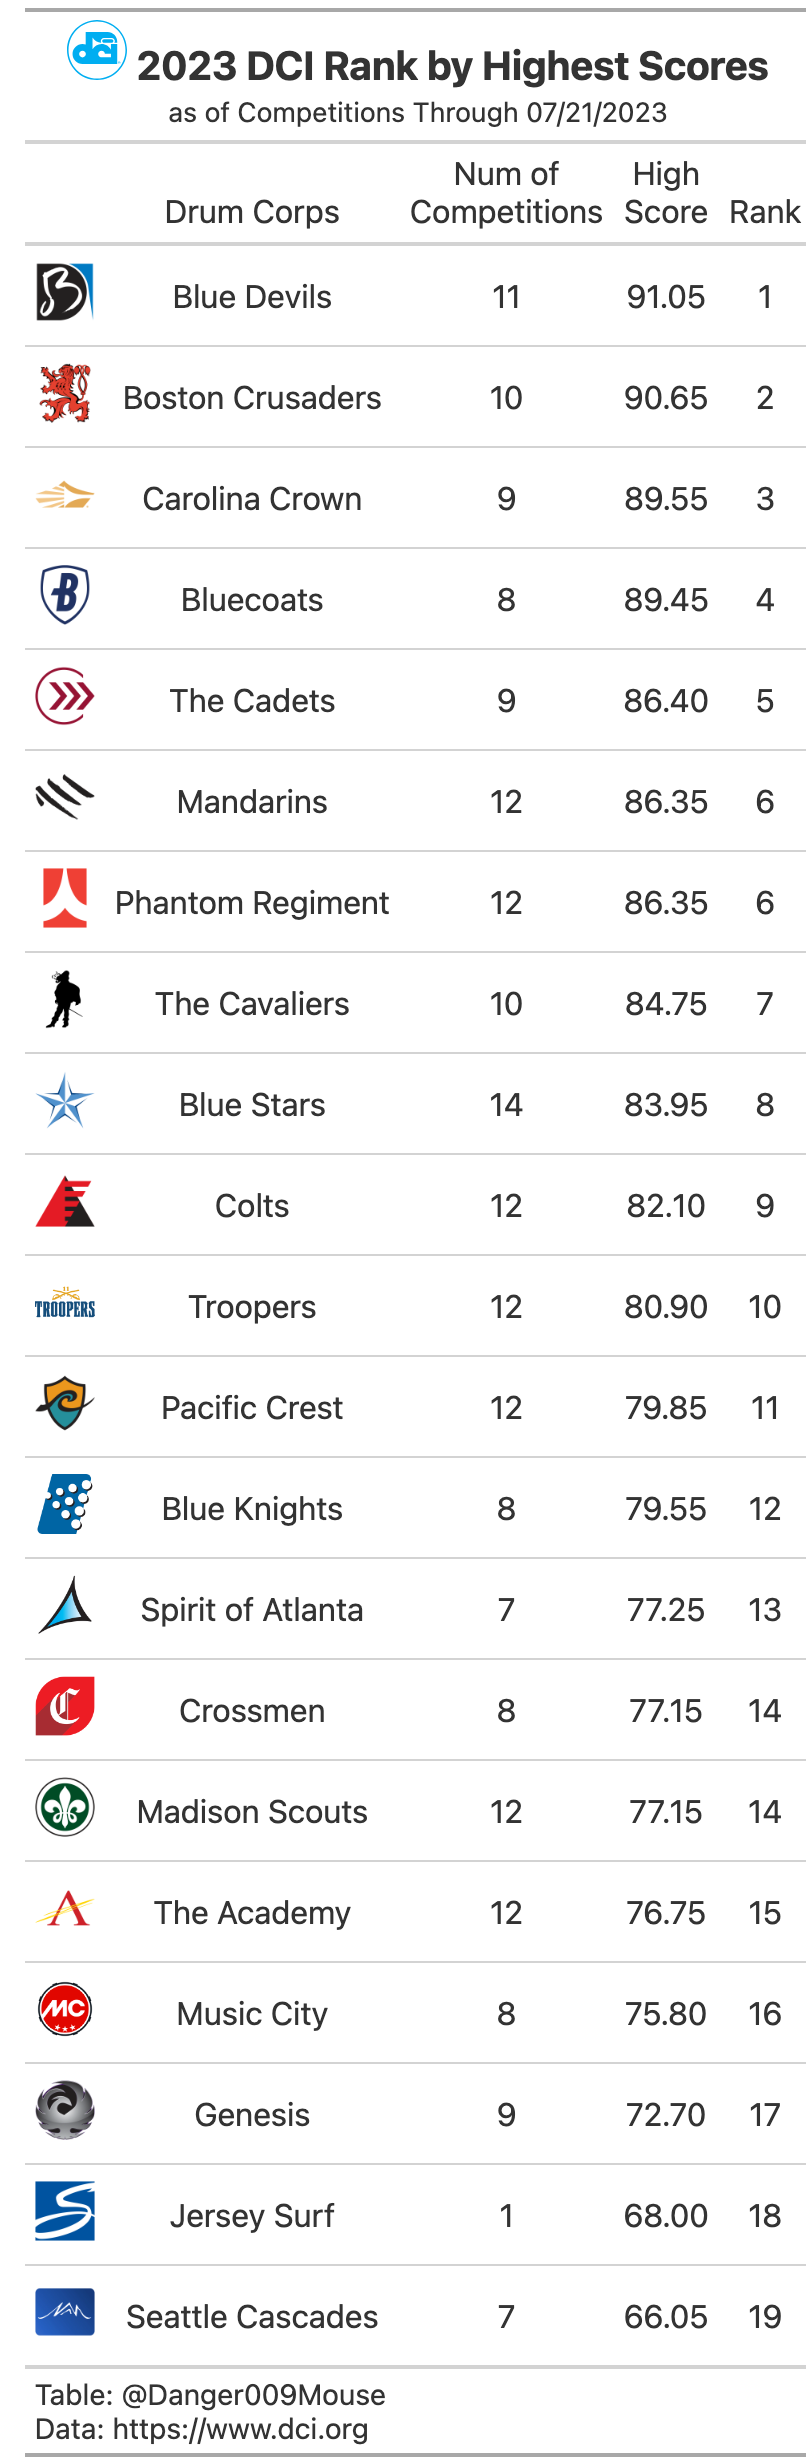 dci 2023 DCI Rank by Highest Scores
as of Competitions Through 07/21/2023
Drum Corps Num of Competitions High Score Rank
B Blue Devils 11 91.05 1
Boston Crusaders 10 90.65 2
Carolina Crown 9 89.55 3
B Bluecoats 8 89.45 4
The Cadets 9 86.40 5
Mandarins 12 86.35 6
Phantom Regiment 12 86.35 6
The Cavaliers 10 84.75 7
Blue Stars 14 83.95 8
Colts 12 82.10 9
TROOPERS Troopers 12 80.90 10
Pacific Crest 12 79.85 11
Blue Knights 8 79.55 12
Spirit of Atlanta 7 77.25 13
C Crossmen 8 77.15 14
Madison Scouts 12 77.15 14
A The Academy 12 76.75 15
MC Music City 8 75.80 16
Genesis 9 72.70 17
S Jersey Surf 1 68.00 18
Seattle Cascades 7 66.05 19
Table: @Danger009Mouse
Data: https://www.dci.org